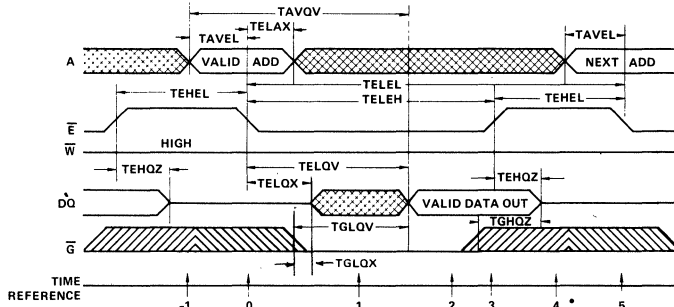 TAVQV
TAVEL TELAX TAVEL
A VALID ADD NEXT ADD
TEHEL TELEL
TELEH TEHEL
E
W HIGH
TEHQZ TELQV TEHQZ
TELQX
DQ VALID DATA OUT
TGLQV TGHQZ
G
TGLQX
TIME
REFERENCE -1 0 1 2 3 4 5